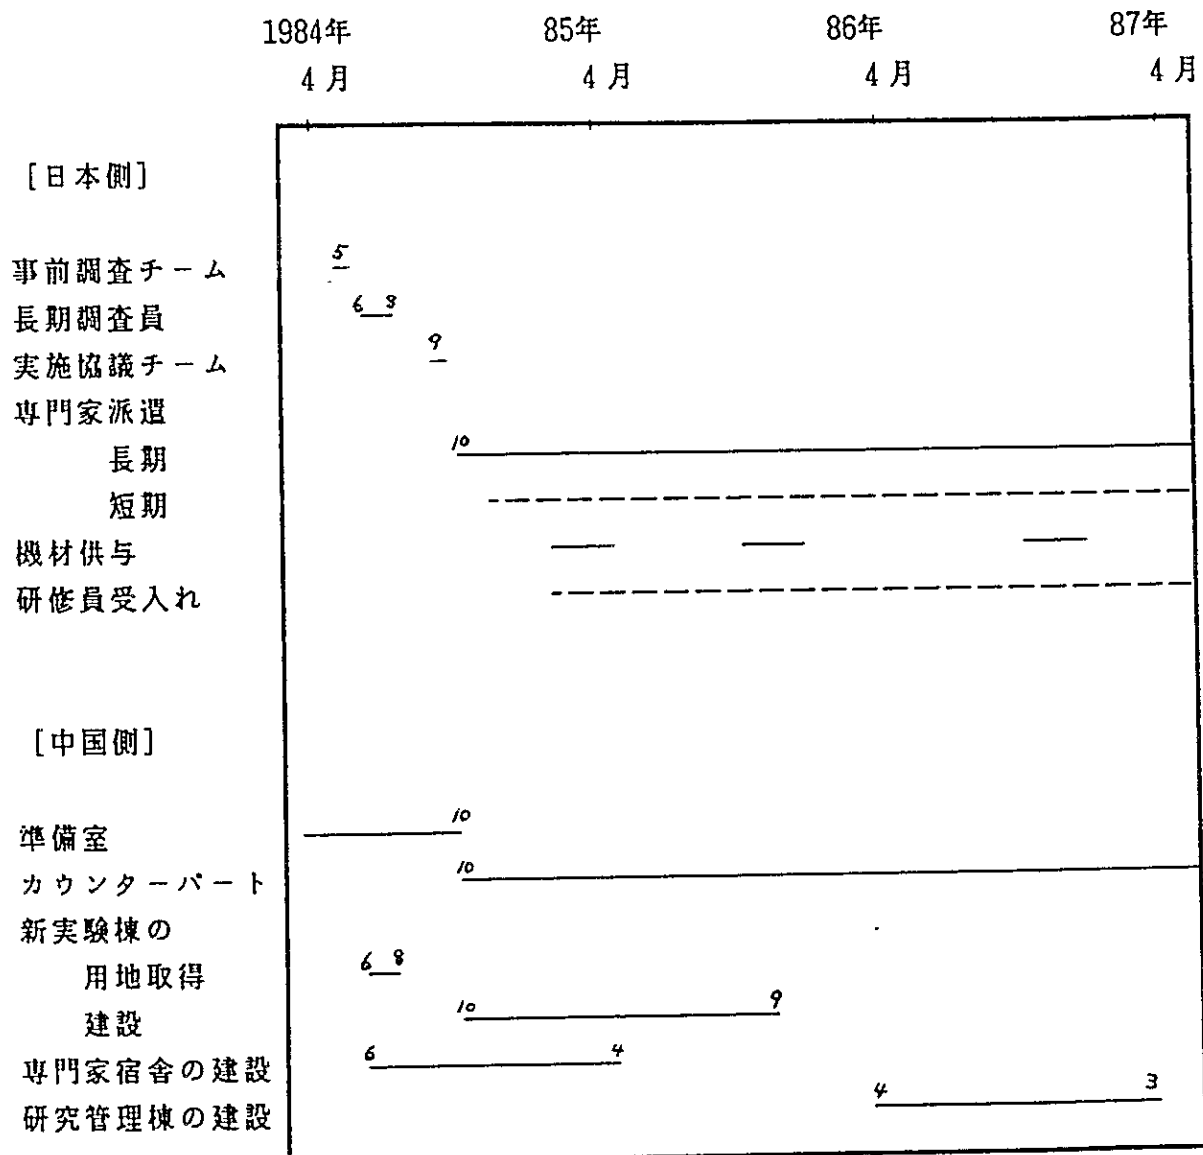 1984年 85年 86年 87年
4月 4月 4月 4月
[日本側]
5
事前調査チーム
6 8
長期調査員
9
実施協議チーム
専門家派遣
10
長期
短期
機材供与
研修員受入れ
[中国側]
10
準備室
10
カウンターパート
新実験棟の
6 8
用地取得
10 9
建設
6 4
専門家宿舎の建設
4 3
研究管理棟の建設